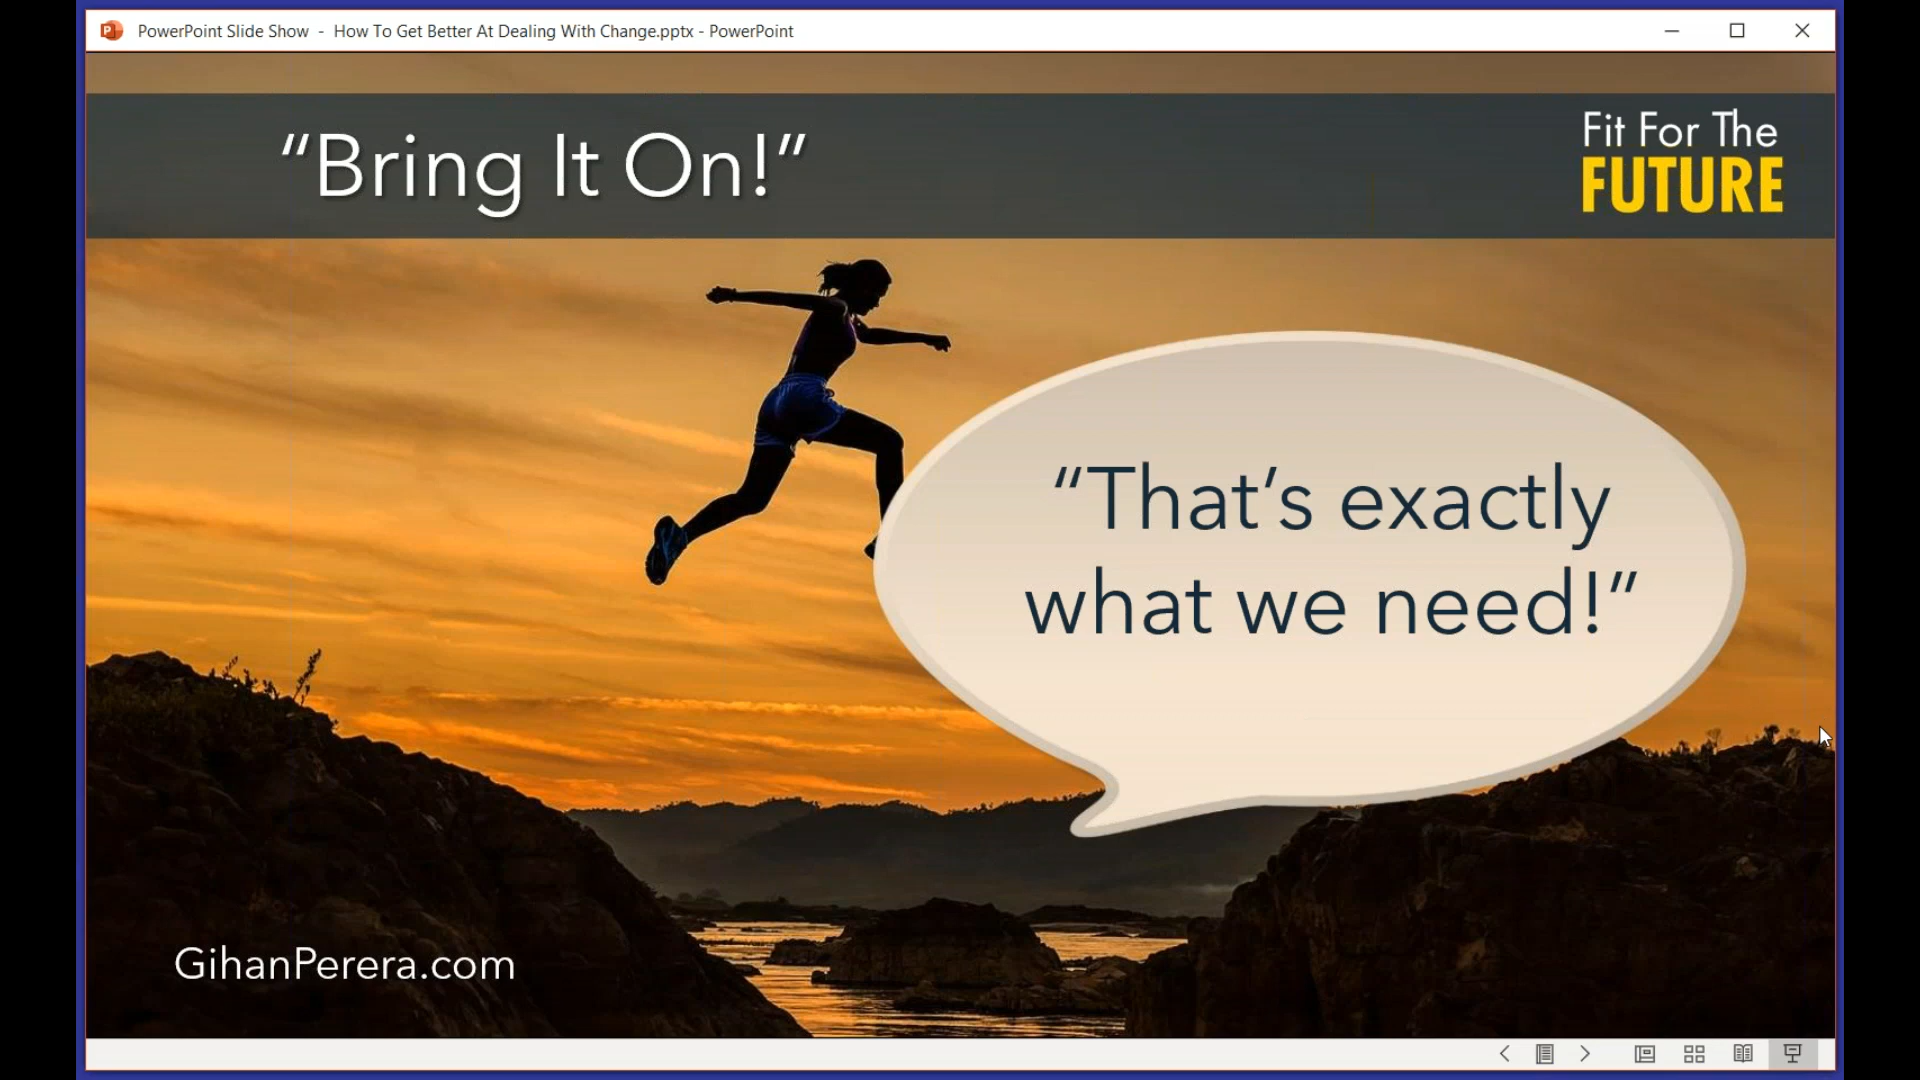 PowerPoint Slide Show - How To Get Better At Dealing With Change.pptx - PowerPoint
“Bring It On!”
Fit For The
FUTURE
“That’s exactly
what we need!”
GihanPerera.com